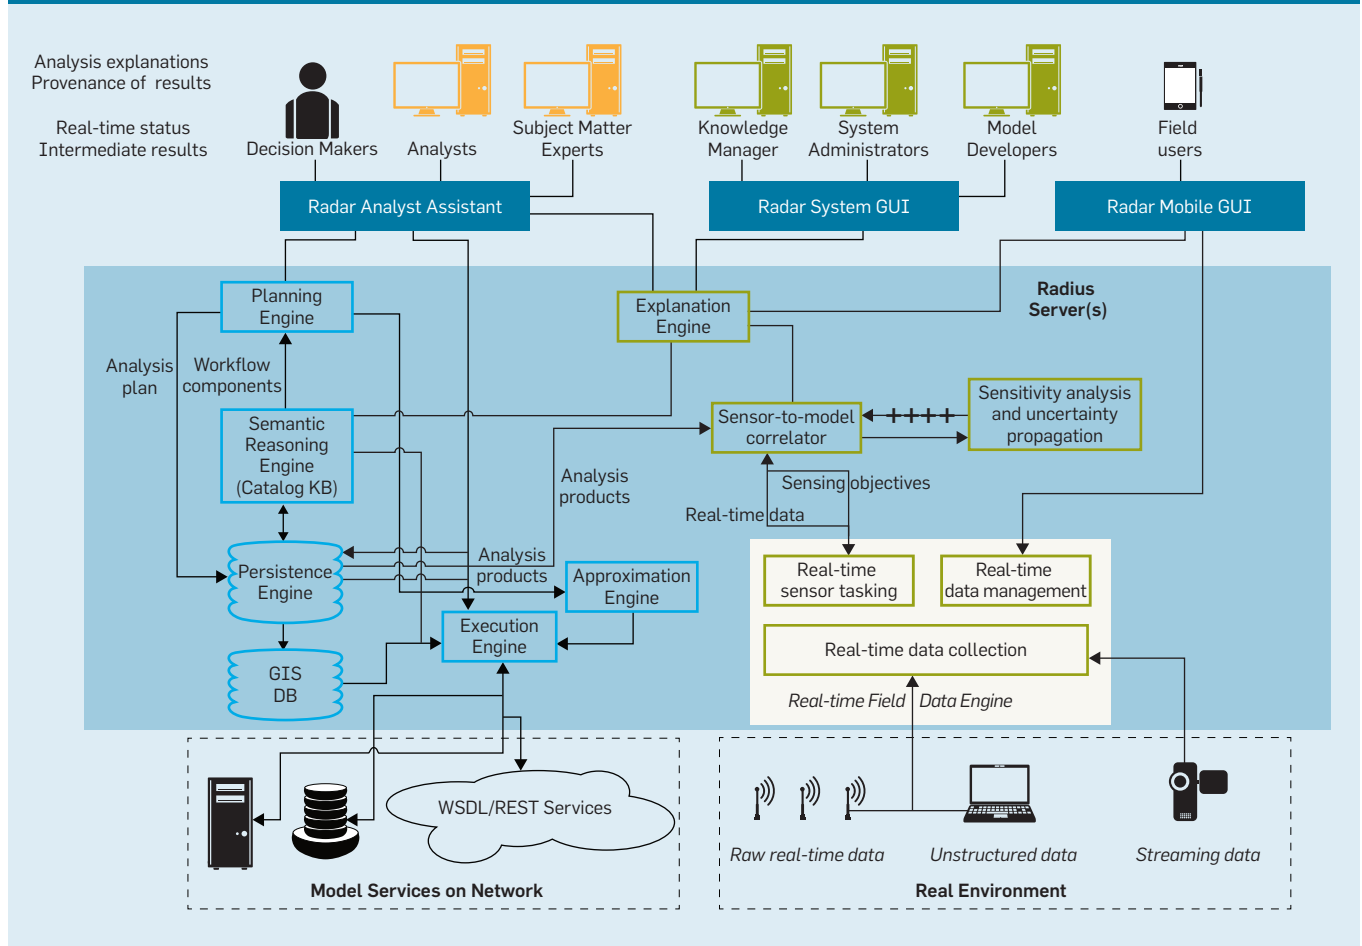 Analysis explanations
Provenance of results
Real-time status
Intermediate results
Decision Makers
Analysts
Subject Matter
Experts
Knowledge
Manager
System
Administrators
Model
Developers
Field
users
Radar Analyst Assistant
Radar System GUI
Radar Mobile GUI
Radius
Server(s)
Planning
Engine
Explanation
Engine
Analysis
plan
Workflow
components
Semantic
Reasoning
Engine
(Catalog KB)
Sensor-to-model
correlator
Sensitivity analysis
and uncertainty
propagation
Analysis
products
Sensing objectives
Real-time data
Persistence
Engine
Analysis
products
Approximation
Engine
Real-time
sensor tasking
Real-time
data management
Execution
Engine
GIS
DB
Real-time data collection
Real-time Field Data Engine
WSDL/REST Services
Model Services on Network
Raw real-time data
Unstructured data
Streaming data
Real Environment